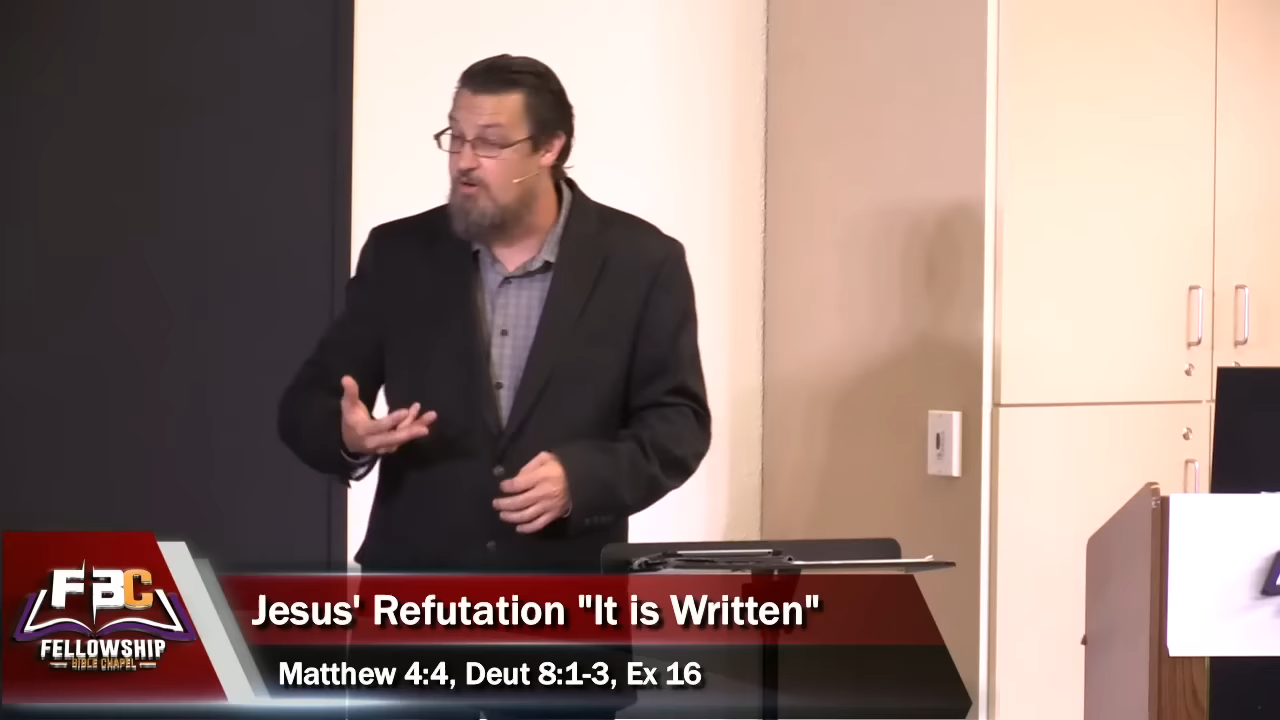 FBC
FELLOWSHIP
BIBLE CHAPEL
Jesus' Refutation "It is Written"
Matthew 4:4, Deut 8:1-3, Ex 16